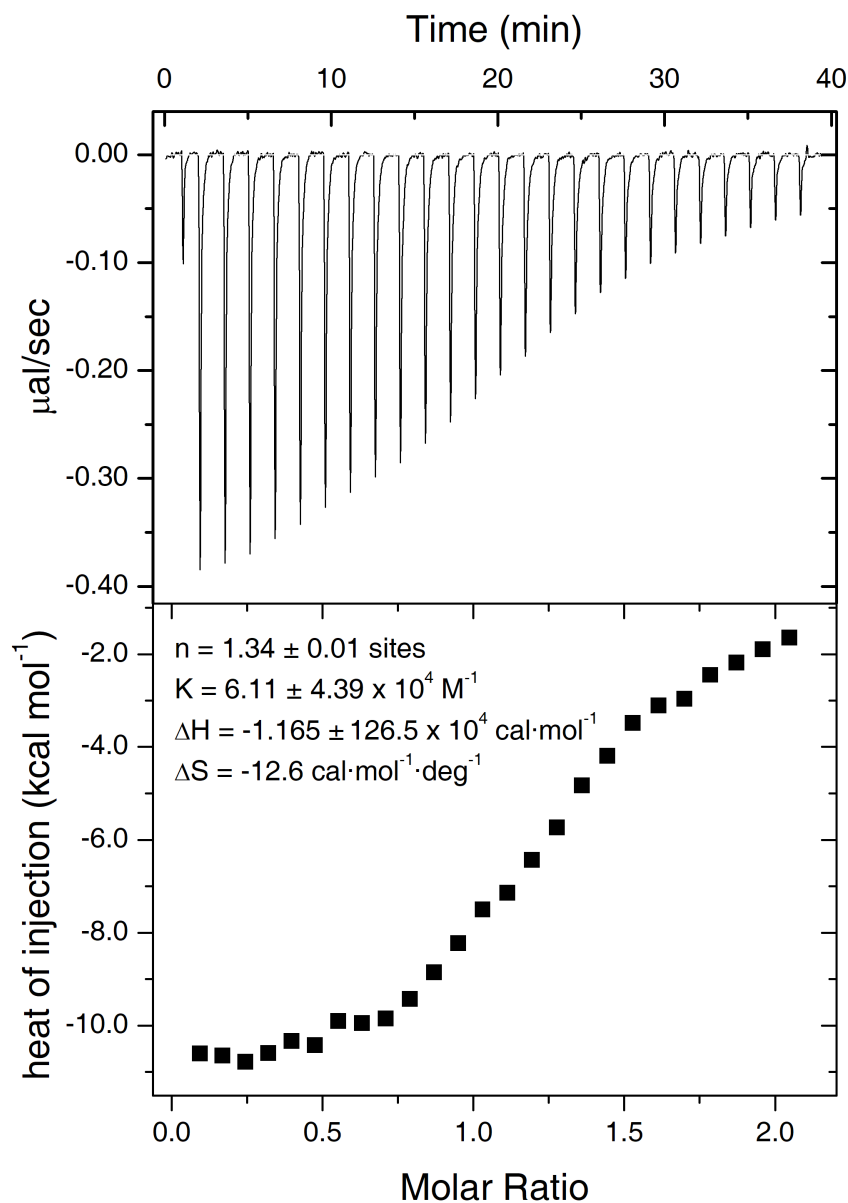 Time (min)
0 10 20 30 40
0.00
-0.10
-0.20
-0.30
-0.40
µal/sec
n = 1.34 ± 0.01 sites
K = 6.11 ± 4.39 x 10⁴ M⁻¹
ΔH = -1.165 ± 126.5 x 10⁴ cal·mol⁻¹
ΔS = -12.6 cal·mol⁻¹·deg⁻¹
-2.0
-4.0
-6.0
-8.0
-10.0
heat of injection (kcal mol⁻¹)
0.0 0.5 1.0 1.5 2.0
Molar Ratio